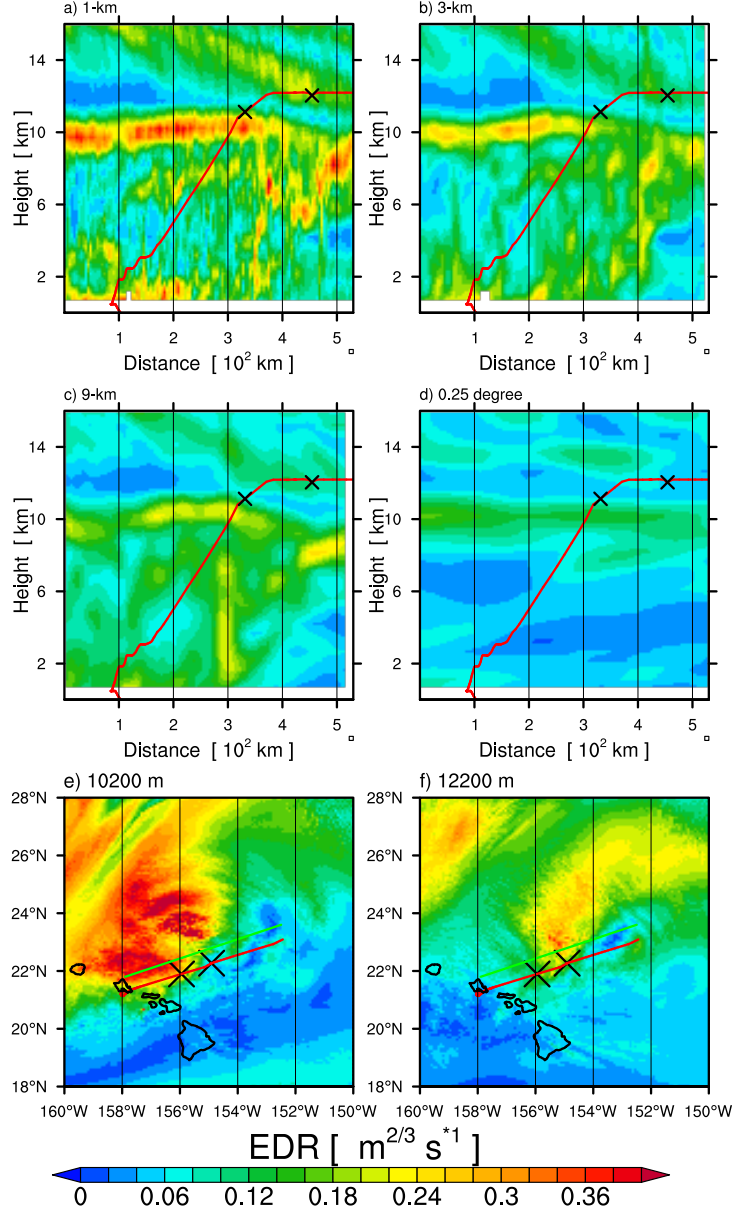 a) 1-km
b) 3-km
14
10
6
2
Height [ km]
1 2 3 4 5
Distance [ 10² km ]
14
10
6
2
Height [ km]
1 2 3 4 5
Distance [ 10² km ]
c) 9-km
d) 0.25 degree
14
10
6
2
Height [ km]
1 2 3 4 5
Distance [ 10² km ]
14
10
6
2
Height [ km]
1 2 3 4 5
Distance [ 10² km ]
e) 10200 m
f) 12200 m
28°N
26°N
24°N
22°N
20°N
18°N
160°W 158°W 156°W 154°W 152°W 150°W
28°N
26°N
24°N
22°N
20°N
18°N
160°W 158°W 156°W 154°W 152°W 150°W
EDR [ m^2/3 s^*1 ]
0 0.06 0.12 0.18 0.24 0.3 0.36